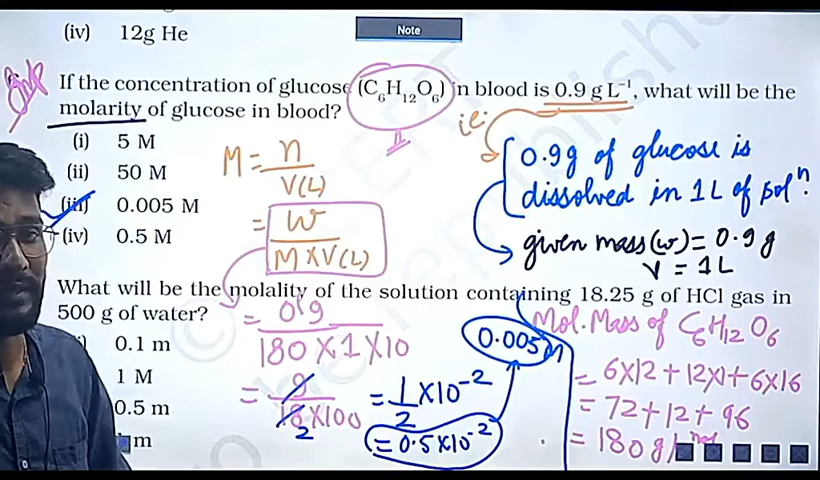 (iv) 12g He
Note
Imp
If the concentration of glucose (C₆H₁₂O₆) in blood is 0.9 g L⁻¹, what will be the
molarity of glucose in blood?
(i) 5 M
(ii) 50 M
(iii) 0.005 M
(iv) 0.5 M
M = n
V(L)
= w
M × V(L)
= 0.9
180 × 1 × 10
= 9
18 × 100
2
= 1 × 10⁻²
2
= 0.5 × 10⁻²
0.005 M
i.e.
0.9g of glucose is
dissolved in 1L of solⁿ.
given mass (w) = 0.9 g
V = 1L
What will be the molality of the solution containing 18.25 g of HCl gas in
500 g of water?
0.1 m
1 M
0.5 m
m
Mol. Mass of C₆H₁₂O₆
= 6×12 + 12×1 + 6×16
= 72 + 12 + 96
= 180 g/mol